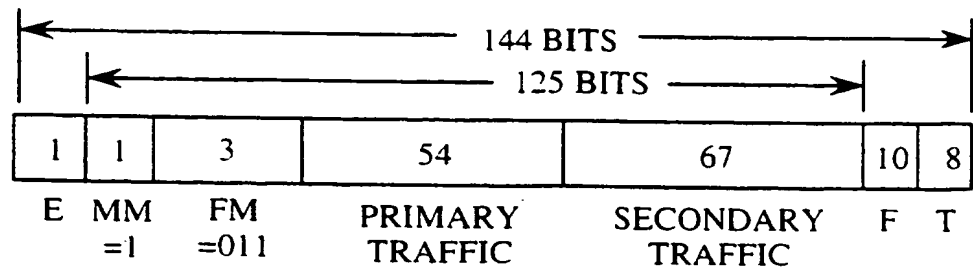 144 BITS
125 BITS
1 1 3 54 67 10 8
E MM FM PRIMARY SECONDARY F T
=1 =011 TRAFFIC TRAFFIC